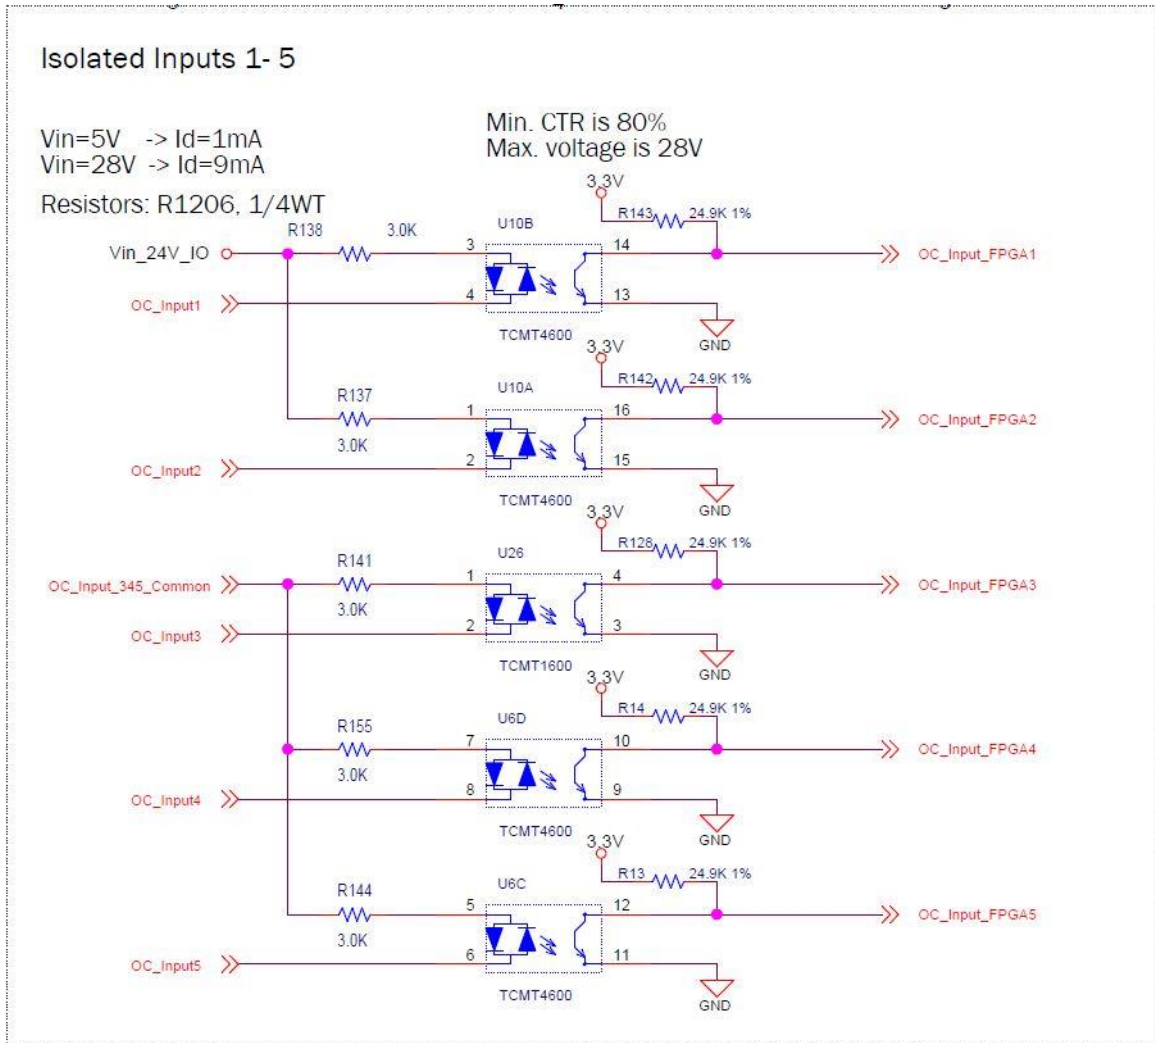 Isolated Inputs 1- 5
Vin=5V -> Id=1mA
Vin=28V -> Id=9mA
Resistors: R1206, 1/4WT
Min. CTR is 80%
Max. voltage is 28V
3.3V
R138 3.0K U10B R143 24.9K 1%
Vin_24V_IO 3 14 OC_Input_FPGA1
OC_Input1 4 13
TCMT4600 GND
3.3V
R137 U10A R142 24.9K 1%
3.0K 1 16 OC_Input_FPGA2
OC_Input2 2 15
TCMT4600 GND
3.3V
R141 U26 R128 24.9K 1%
OC_Input_345_Common 3.0K 1 4 OC_Input_FPGA3
OC_Input3 2 3
TCMT1600 GND
3.3V
R155 U6D R14 24.9K 1%
3.0K 7 10 OC_Input_FPGA4
OC_Input4 8 9
TCMT4600 GND
3.3V
R144 U6C R13 24.9K 1%
3.0K 5 12 OC_Input_FPGA5
OC_Input5 6 11
TCMT4600 GND